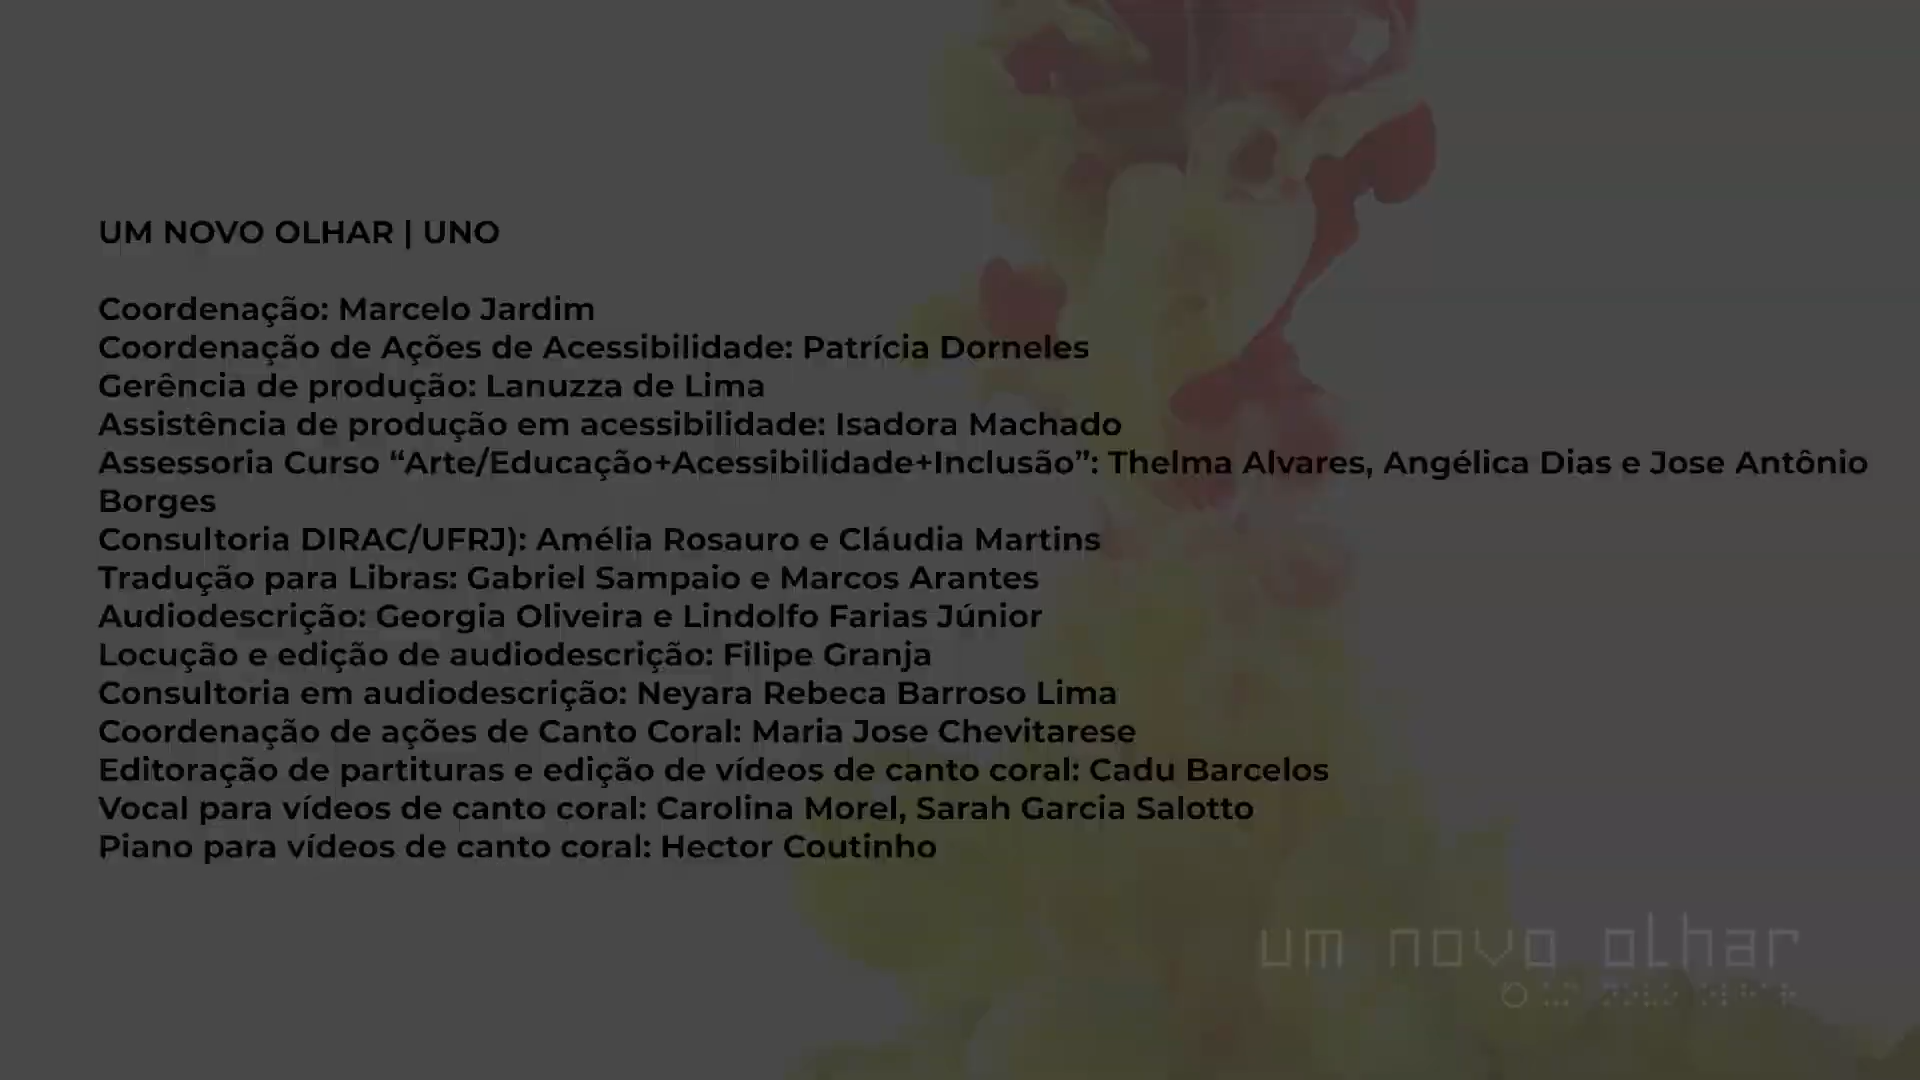 UM NOVO OLHAR | UNO
Coordenação: Marcelo Jardim
Coordenação de Ações de Acessibilidade: Patrícia Dorneles
Gerência de produção: Lanuzza de Lima
Assistência de produção em acessibilidade: Isadora Machado
Assessoria Curso “Arte/Educação+Acessibilidade+Inclusão”: Thelma Alvares, Angélica Dias e Jose Antônio
Borges
Consultoria DIRAC/UFRJ): Amélia Rosauro e Cláudia Martins
Tradução para Libras: Gabriel Sampaio e Marcos Arantes
Audiodescrição: Georgia Oliveira e Lindolfo Farias Júnior
Locução e edição de audiodescrição: Filipe Granja
Consultoria em audiodescrição: Neyara Rebeca Barroso Lima
Coordenação de ações de Canto Coral: Maria Jose Chevitarese
Editoração de partituras e edição de vídeos de canto coral: Cadu Barcelos
Vocal para vídeos de canto coral: Carolina Morel, Sarah Garcia Salotto
Piano para vídeos de canto coral: Hector Coutinho
um novo olhar